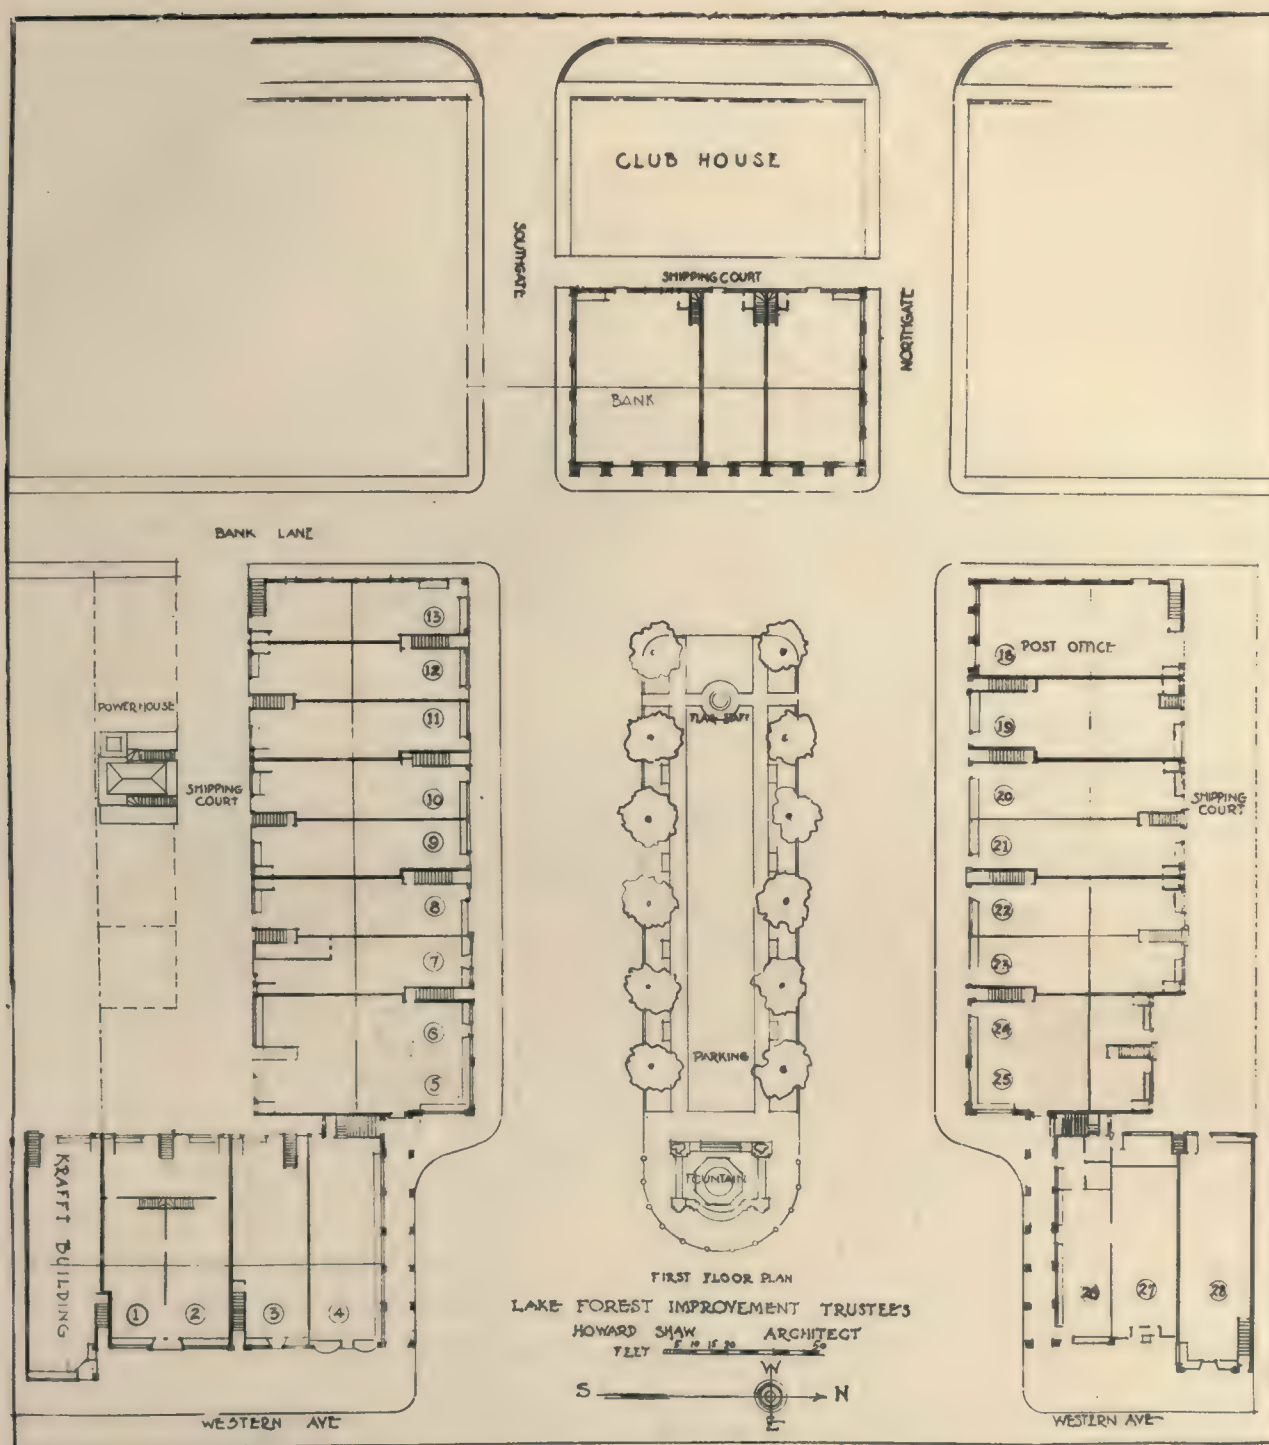 CLUB HOUSE
SOUTHGATE
SHIPPING COURT
NORTHGATE
BANK
BANK LANE
13
12
11
10
9
8
7
6
5
POWER HOUSE
SHIPPING
COURT
FLAG STAFF
PARKING
FOUNTAIN
18
POST OFFICE
19
20
21
22
23
24
25
SHIPPING
COURT
KRAFFT BUILDING
1
2
3
4
26
27
28
FIRST FLOOR PLAN
LAKE FOREST IMPROVEMENT TRUSTEES
HOWARD SHAW ARCHITECT
FEET 5 10 15 20 50
W
S N
E
WESTERN AVE
WESTERN AVE